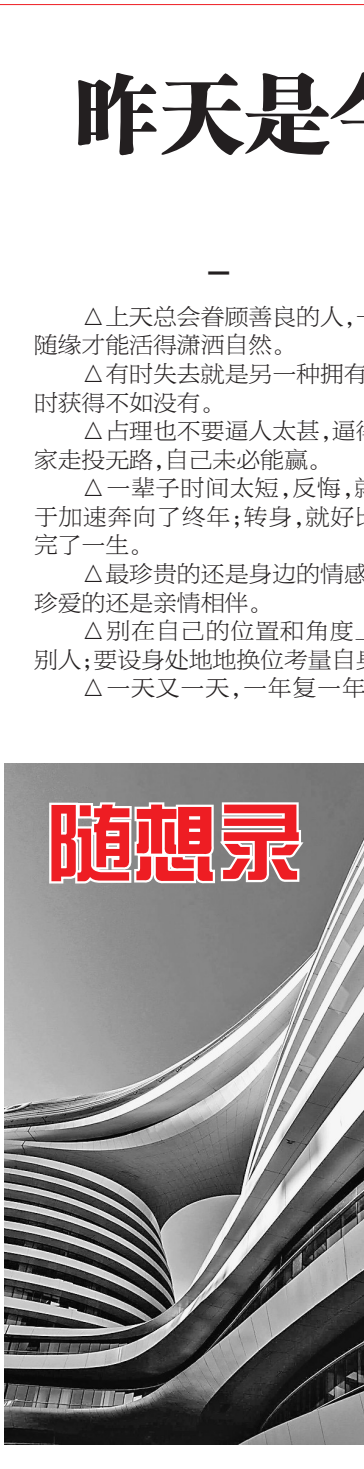 昨天是
一
△上天总会眷顾善良的人,
随缘才能活得潇洒自然。
△有时失去就是另一种拥有
时获得不如没有。
△占理也不要逼人太甚,逼得
家走投无路,自己未必能赢。
△一辈子时间太短,反悔,就
于加速奔向了终年;转身,就好比
完了一生。
△最珍贵的还是身边的情感
珍爱的还是亲情相伴。
△别在自己的位置和角度上
别人;要设身处地地换位考量自身
△一天又一天,一年复一年
随想录